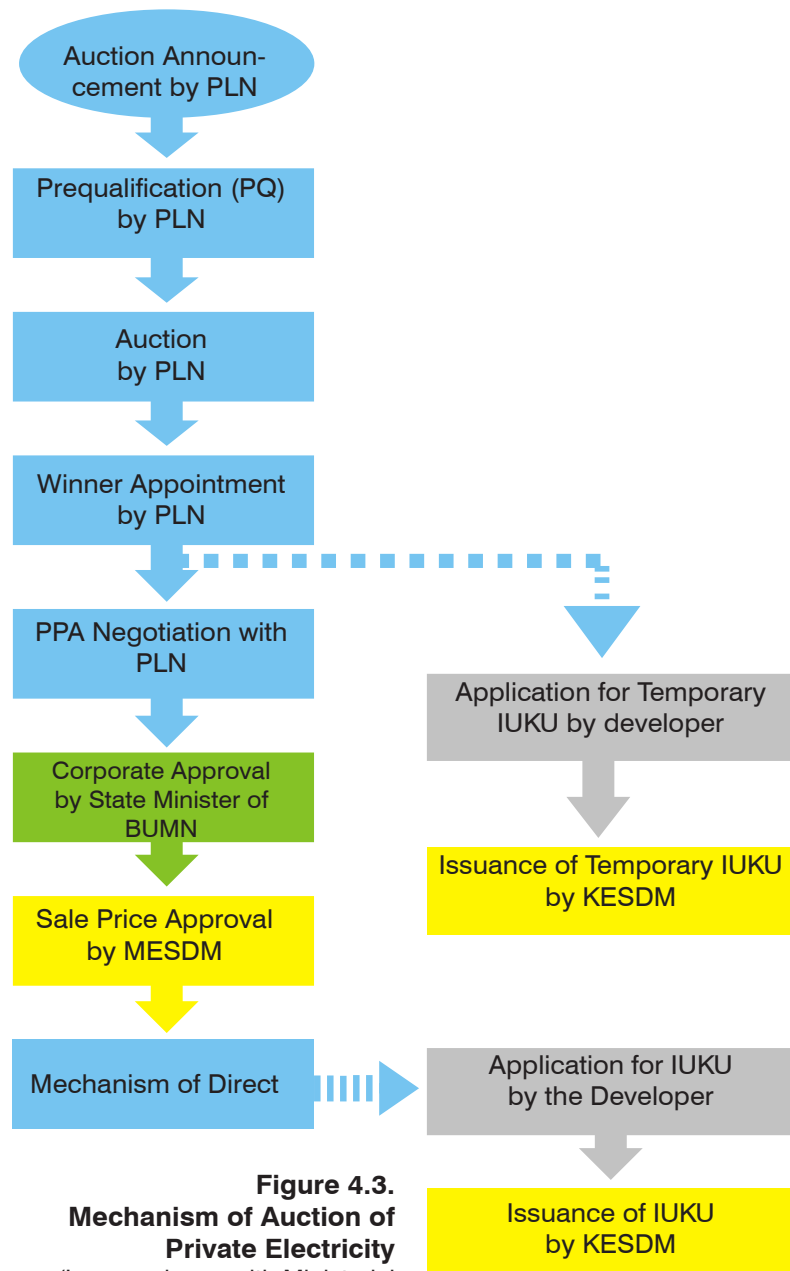 Auction Announ-
cement by PLN
Prequalification (PQ)
by PLN
Auction
by PLN
Winner Appointment
by PLN
PPA Negotiation with
PLN
Corporate Approval
by State Minister of
BUMN
Sale Price Approval
by MESDM
Mechanism of Direct
Application for Temporary
IUKU by developer
Issuance of Temporary IUKU
by KESDM
Application for IUKU
by the Developer
Issuance of IUKU
by KESDM
Figure 4.3.
Mechanism of Auction of
Private Electricity